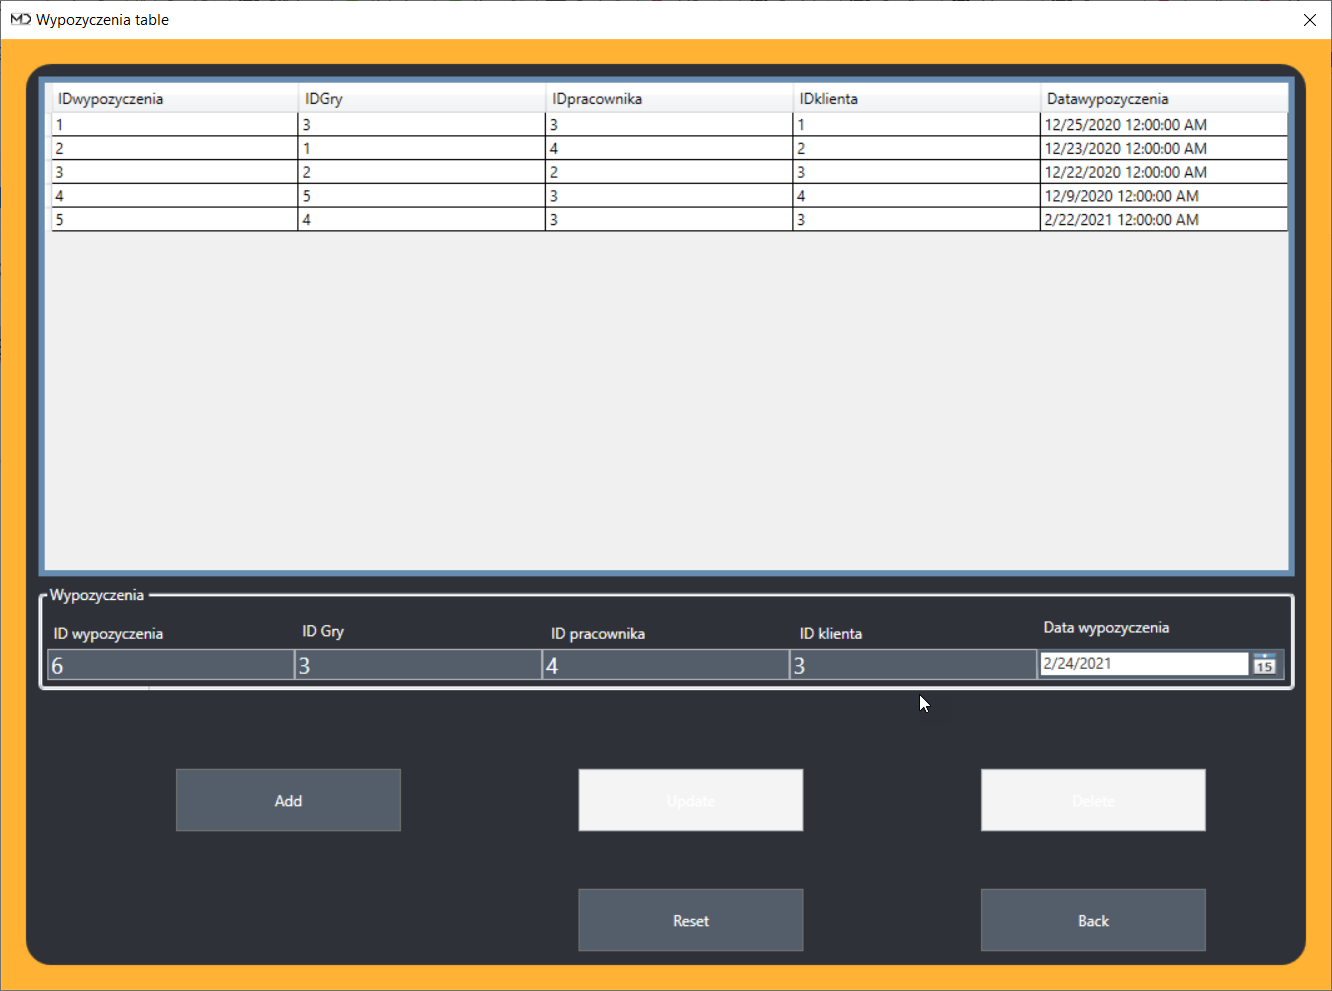 MD Wypozyczenia table
IDwypozyczenia IDGry IDpracownika IDklienta Datawypozyczenia
1 3 3 1 12/25/2020 12:00:00 AM
2 1 4 2 12/23/2020 12:00:00 AM
3 2 2 3 12/22/2020 12:00:00 AM
4 5 3 4 12/9/2020 12:00:00 AM
5 4 3 3 2/22/2021 12:00:00 AM
Wypozyczenia
ID wypozyczenia ID Gry ID pracownika ID klienta Data wypozyczenia
6 3 4 3 2/24/2021 15
Add Update Delete
Reset Back